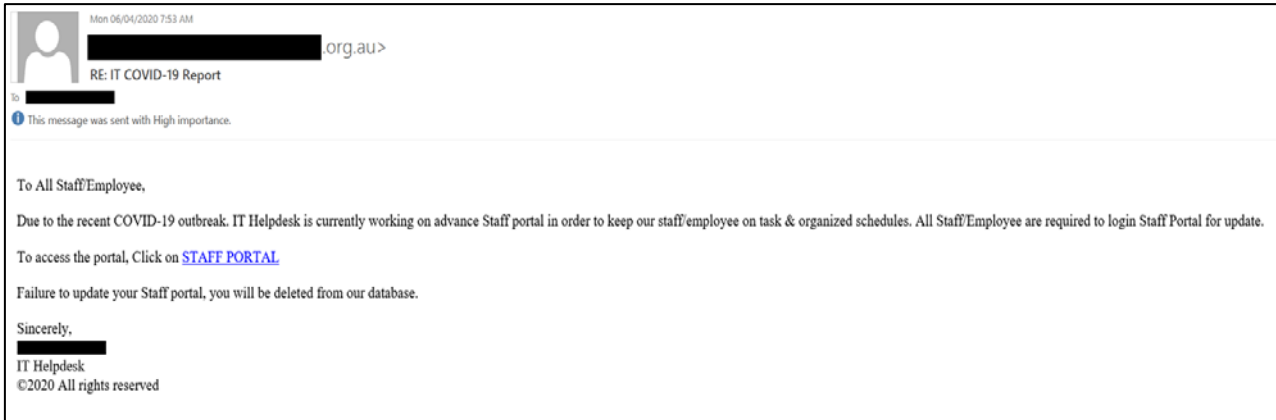 Mon 06/04/2020 7:53 AM
.org.au>
RE: IT COVID-19 Report
To
This message was sent with High importance.
To All Staff/Employee,
Due to the recent COVID-19 outbreak. IT Helpdesk is currently working on advance Staff portal in order to keep our staff/employee on task & organized schedules. All Staff/Employee are required to login Staff Portal for update.
To access the portal, Click on STAFF PORTAL
Failure to update your Staff portal, you will be deleted from our database.
Sincerely,
IT Helpdesk
©2020 All rights reserved